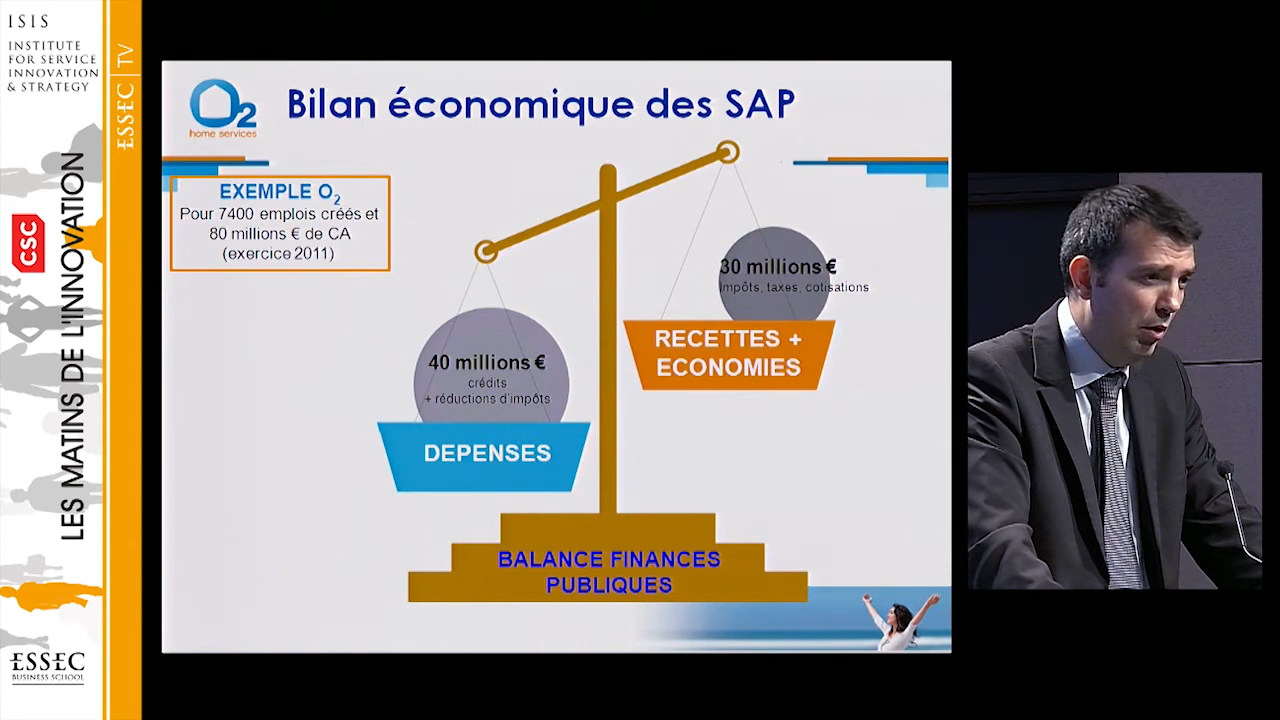 ISIS
INSTITUTE
FOR SERVICE
INNOVATION
& STRATEGY
ESSEC | TV
LES MATINS DE L'INNOVATION
CSC
ESSEC
BUSINESS SCHOOL
O2
home services
Bilan économique des SAP
EXEMPLE O2
Pour 7400 emplois créés et
80 millions € de CA
(exercice 2011)
30 millions €
Impôts, taxes, cotisations
RECETTES +
ECONOMIES
40 millions €
crédits
+ réductions d'impôts
DEPENSES
BALANCE FINANCES
PUBLIQUES